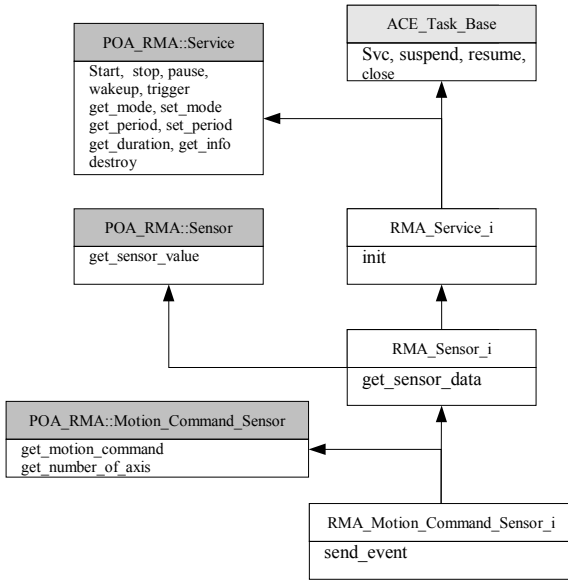 POA_RMA::Service
Start, stop, pause,
wakeup, trigger
get_mode, set_mode
get_period, set_period
get_duration, get_info
destroy
ACE_Task_Base
Svc, suspend, resume,
close
POA_RMA::Sensor
get_sensor_value
RMA_Service_i
init
RMA_Sensor_i
get_sensor_data
POA_RMA::Motion_Command_Sensor
get_motion_command
get_number_of_axis
RMA_Motion_Command_Sensor_i
send_event